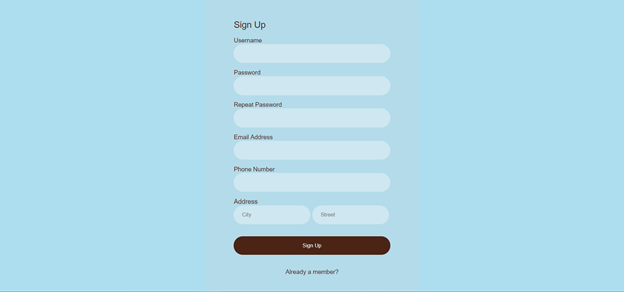 Sign Up
Username
Password
Repeat Password
Email Address
Phone Number
Address
City Street
Sign Up
Already a member?